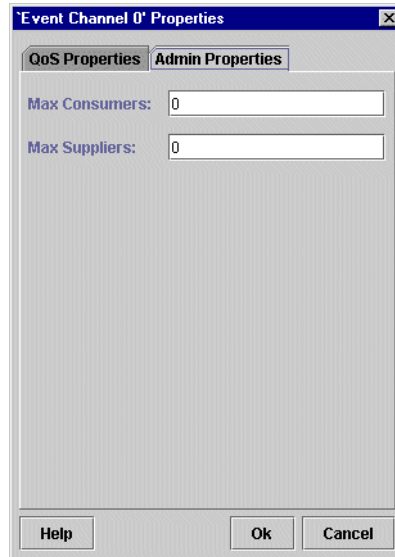 `Event Channel 0' Properties
QoS Properties Admin Properties
Max Consumers: 0
Max Suppliers: 0
Help Ok Cancel